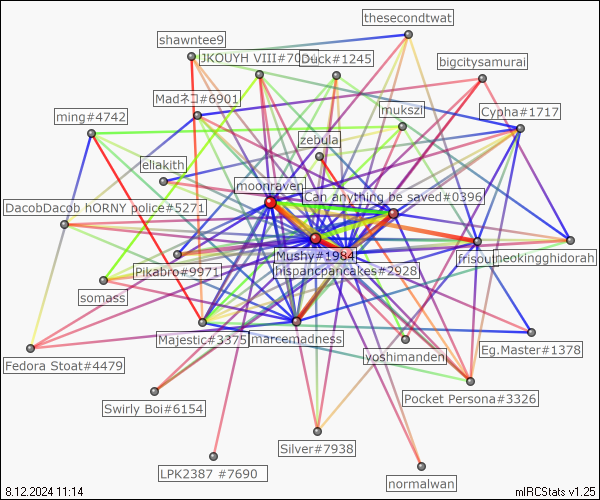 thesecondtwat
shawntee9
JKOUYH VIII#70
Duck#1245
bigcitysamurai
Madネコ#6901
mukszi
Cypha#1717
ming#4742
zebula
eliakith
moonraven
Can anything be saved#0396
DacobDacob hORNY police#5271
Mushy#1984
frisou
neokingghidorah
Pikabro#9971
hispancpancakes#2928
somass
Majestic#3375
marcemadness
Eg.Master#1378
yoshimanden
Fedora Stoat#4479
Pocket Persona#3326
Swirly Boi#6154
Silver#7938
LPK2387 #7690
normalwan
8.12.2024 11:14
mIRCStats v1.25